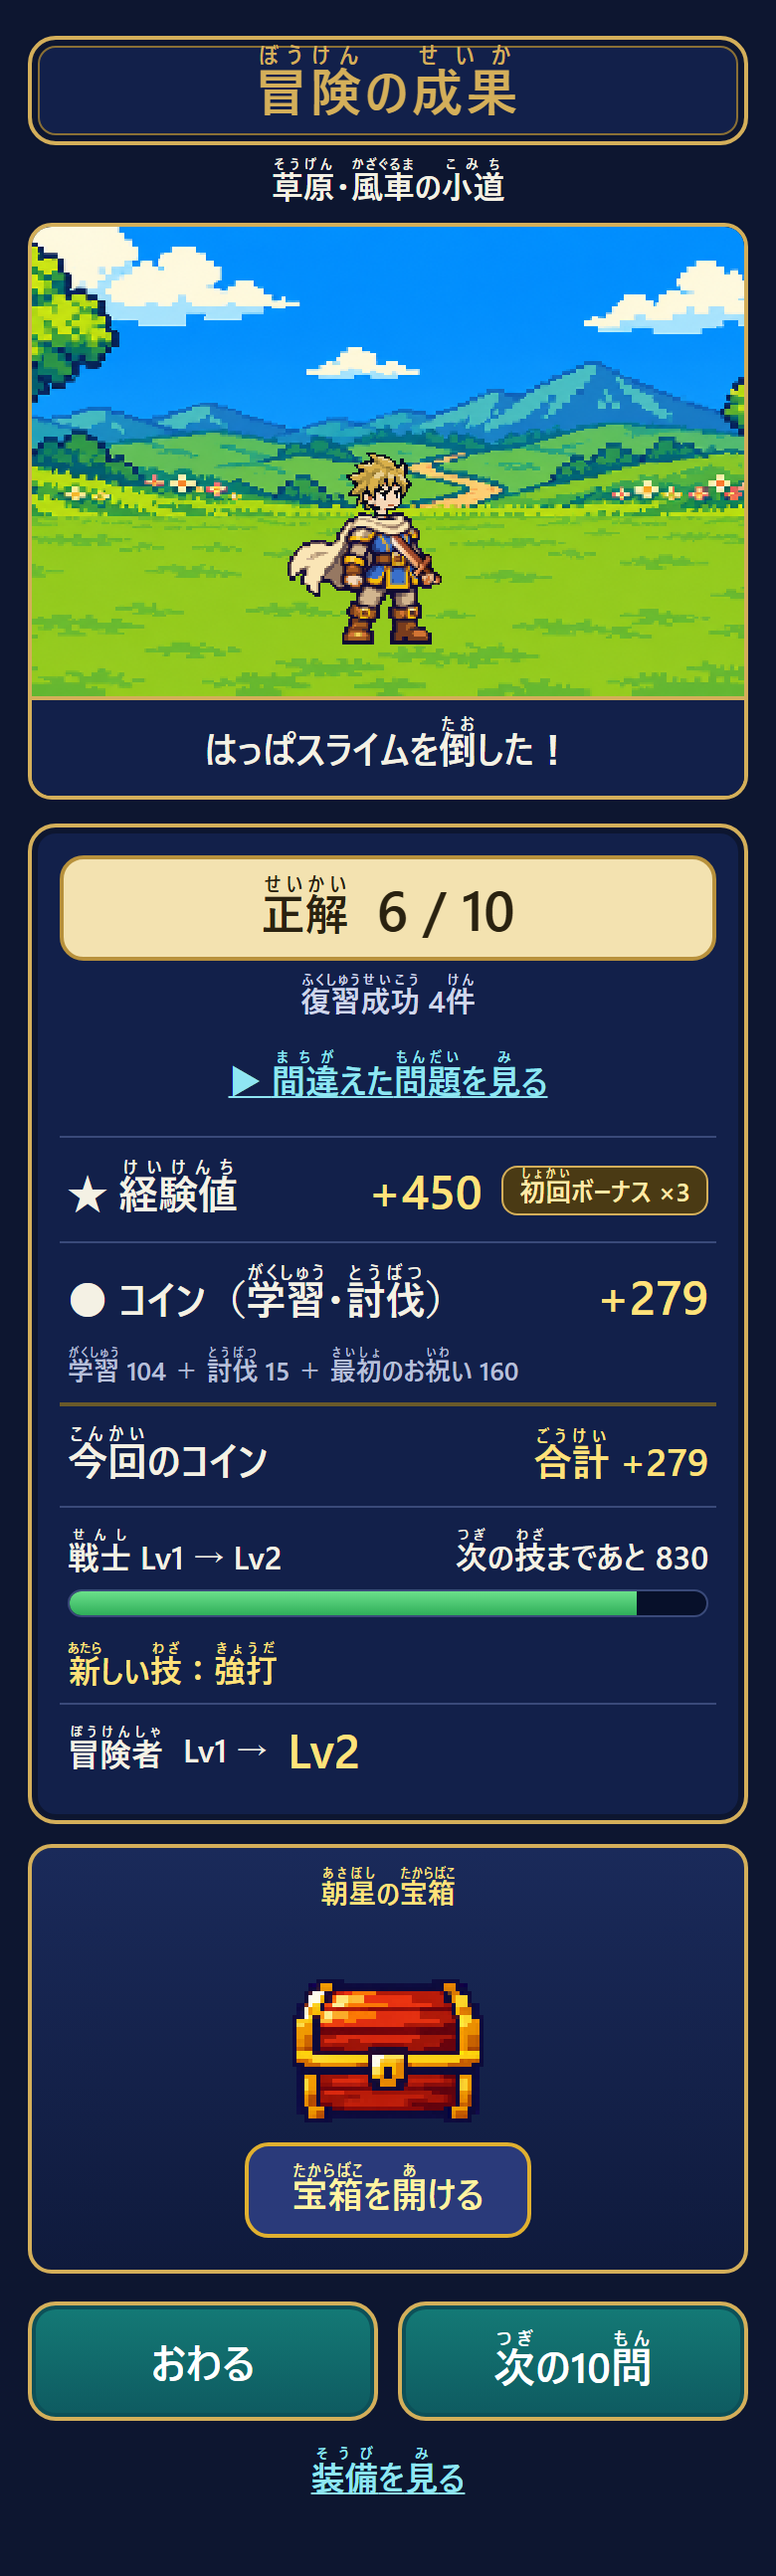 冒険の成果
草原・風車の小道
はっぱスライムを倒した！
正解 6 / 10
復習成功 4件
▶ 間違えた問題を見る
★ 経験値 +450 初回ボーナス ×3
● コイン（学習・討伐） +279
学習 104 ＋ 討伐 15 ＋ 最初のお祝い 160
今回のコイン 合計 +279
戦士 Lv1 → Lv2 次の技まであと 830
新しい技：強打
冒険者 Lv1 → Lv2
朝星の宝箱
宝箱を開ける
おわる 次の10問
装備を見る